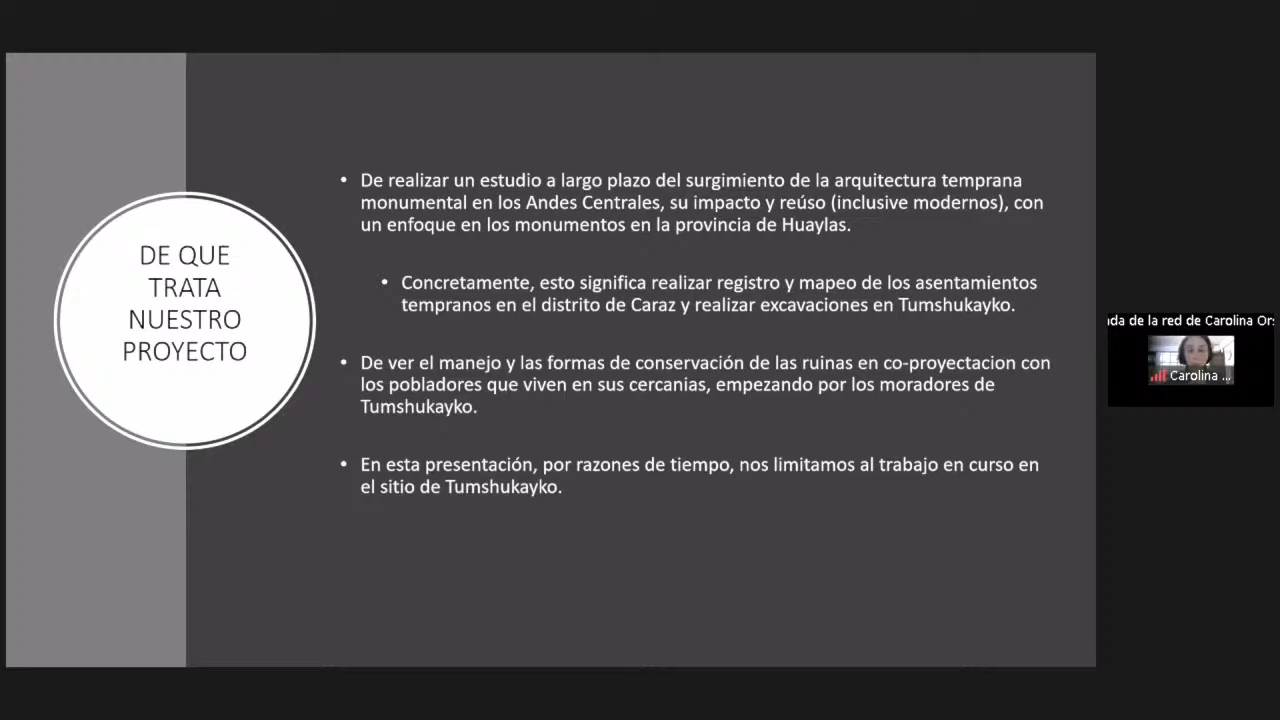 DE QUE
TRATA
NUESTRO
PROYECTO
• De realizar un estudio a largo plazo del surgimiento de la arquitectura temprana
monumental en los Andes Centrales, su impacto y reúso (inclusive modernos), con
un enfoque en los monumentos en la provincia de Huaylas.
• Concretamente, esto significa realizar registro y mapeo de los asentamientos
tempranos en el distrito de Caraz y realizar excavaciones en Tumshukayko.
• De ver el manejo y las formas de conservación de las ruinas en co-proyectacion con
los pobladores que viven en sus cercanias, empezando por los moradores de
Tumshukayko.
• En esta presentación, por razones de tiempo, nos limitamos al trabajo en curso en
el sitio de Tumshukayko.
de la red de Carolina
Carolina ...